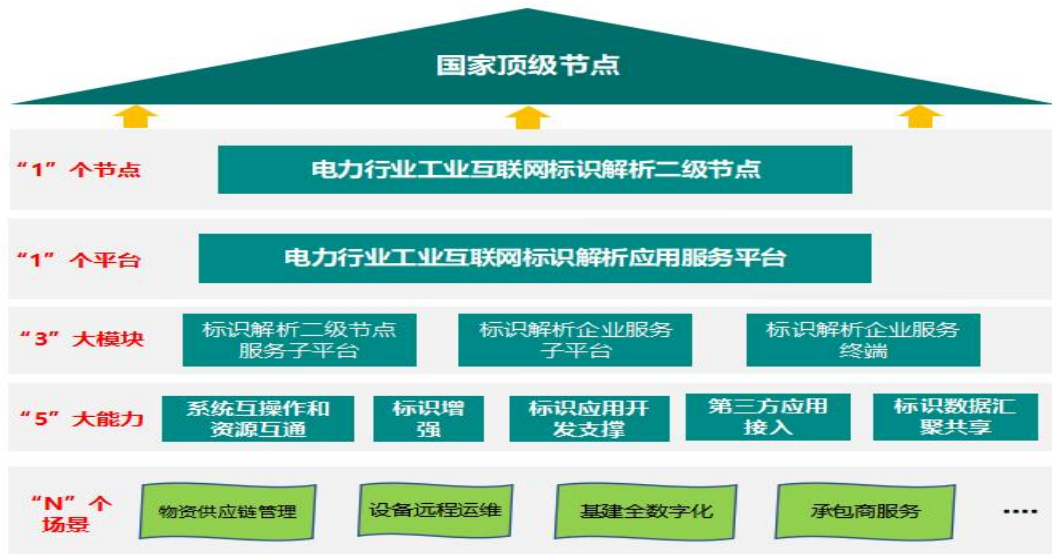 国家顶级节点
“1”个节点
电力行业工业互联网标识解析二级节点
“1”个平台
电力行业工业互联网标识解析应用服务平台
“3”大模块
标识解析二级节点
服务子平台
标识解析企业服务
子平台
标识解析企业服务
终端
“5”大能力
系统互操作和
资源互通
标识增
强
标识应用开
发支撑
第三方应用
接入
标识数据汇
聚共享
“N”个
场景
物资供应链管理
设备远程运维
基建全数字化
承包商服务
....